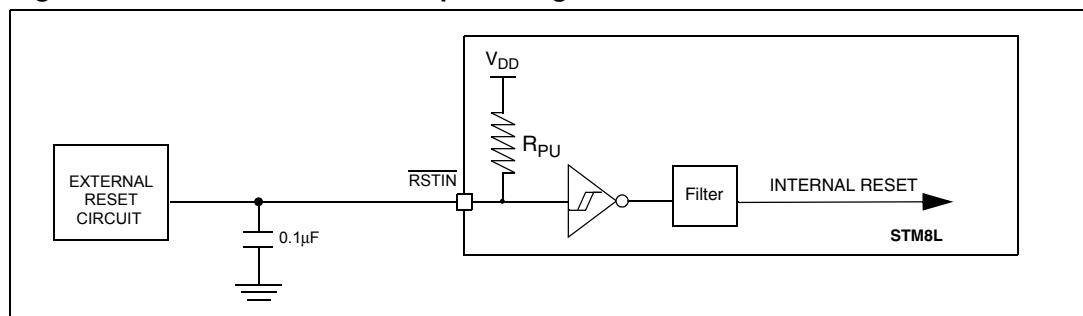 V_DD
R_PU
EXTERNAL
RESET
CIRCUIT
RSTIN
Filter
INTERNAL RESET
0.1µF
STM8L